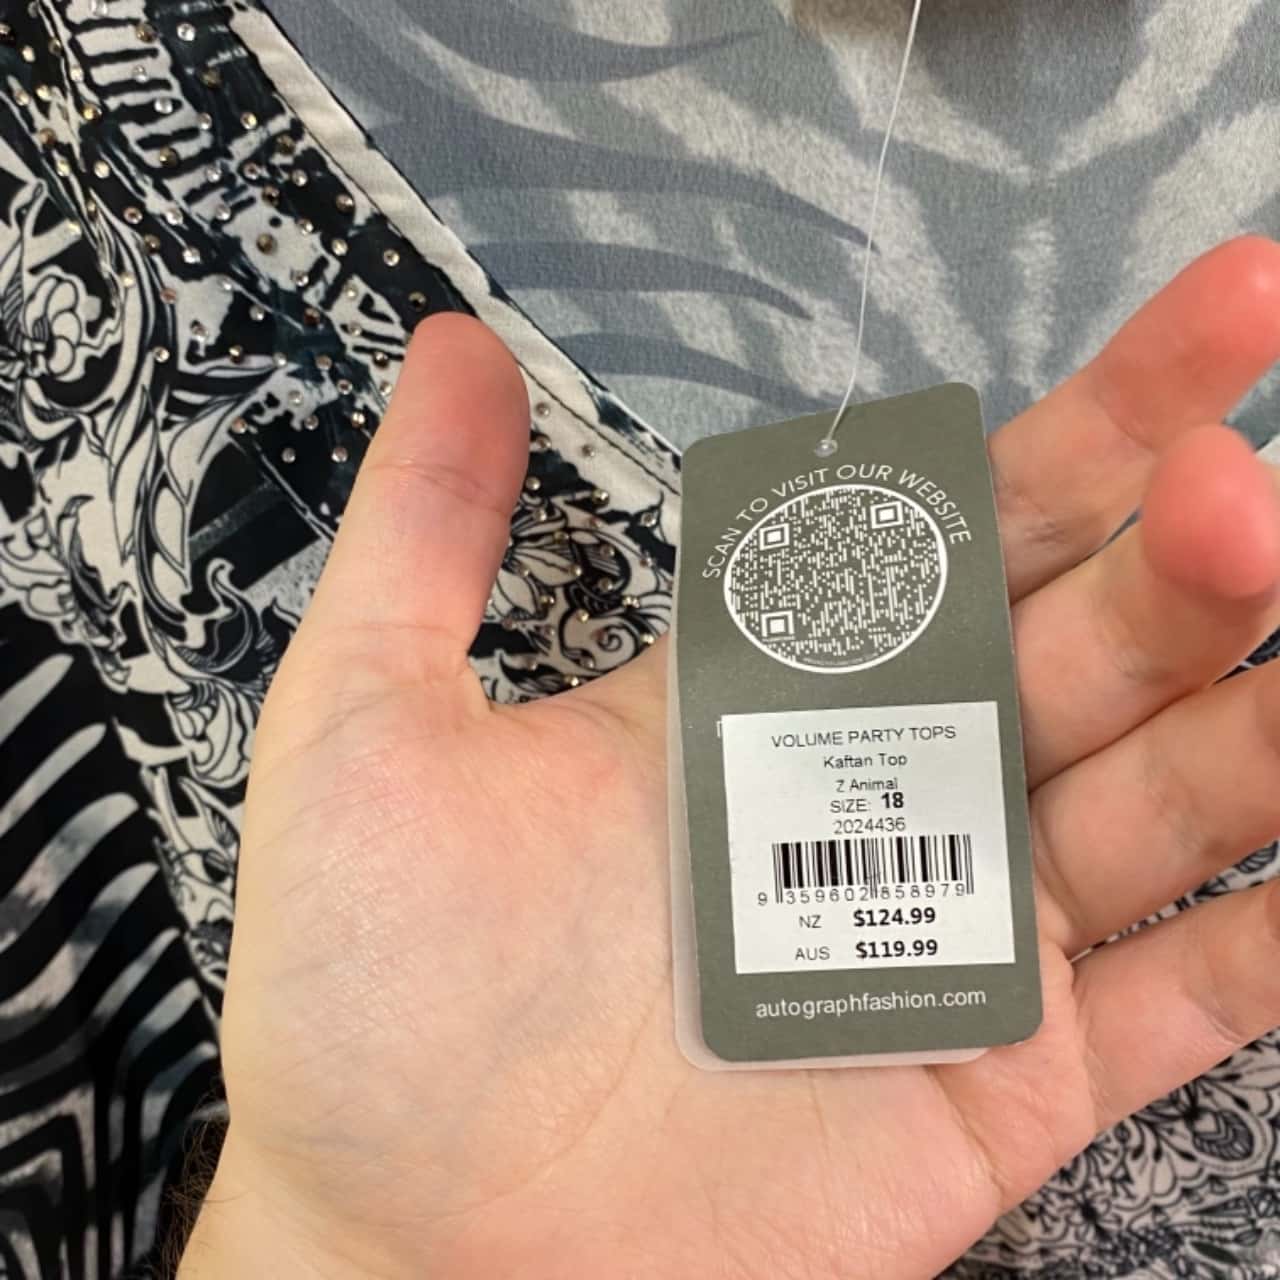 SCAN TO VISIT OUR WEBSITE
VOLUME PARTY TOPS
Kaftan Top
Z Animal
SIZE: 18
2024436
9 359602 858979
NZ $124.99
AUS $119.99
autographfashion.com